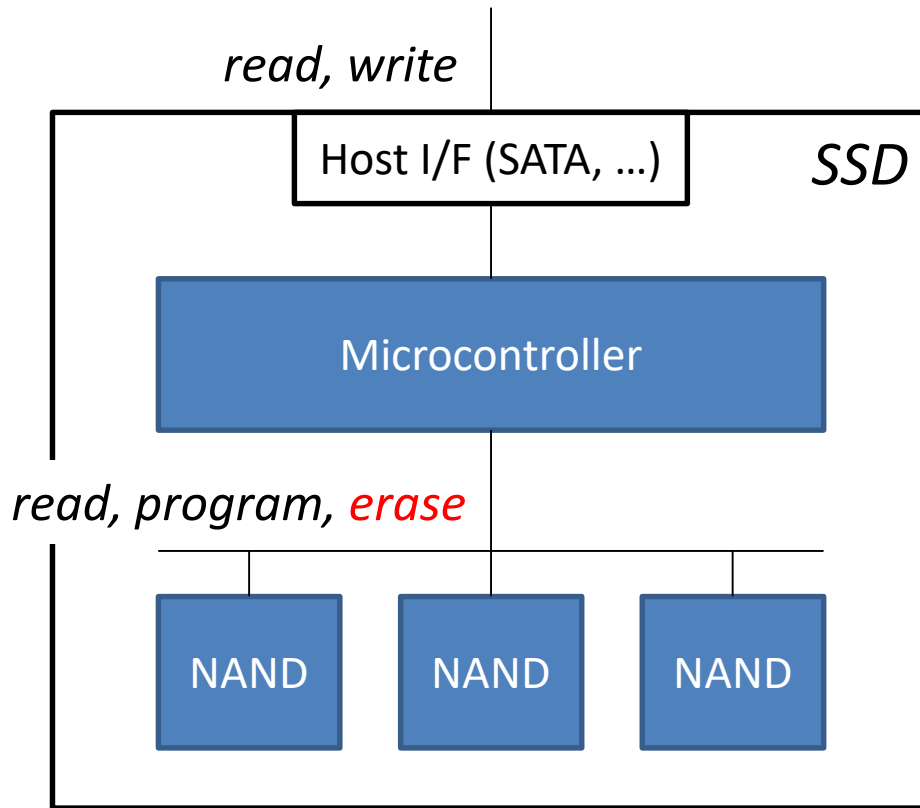 read, write
Host I/F (SATA, …)
SSD
Microcontroller
read, program, erase
NAND
NAND
NAND